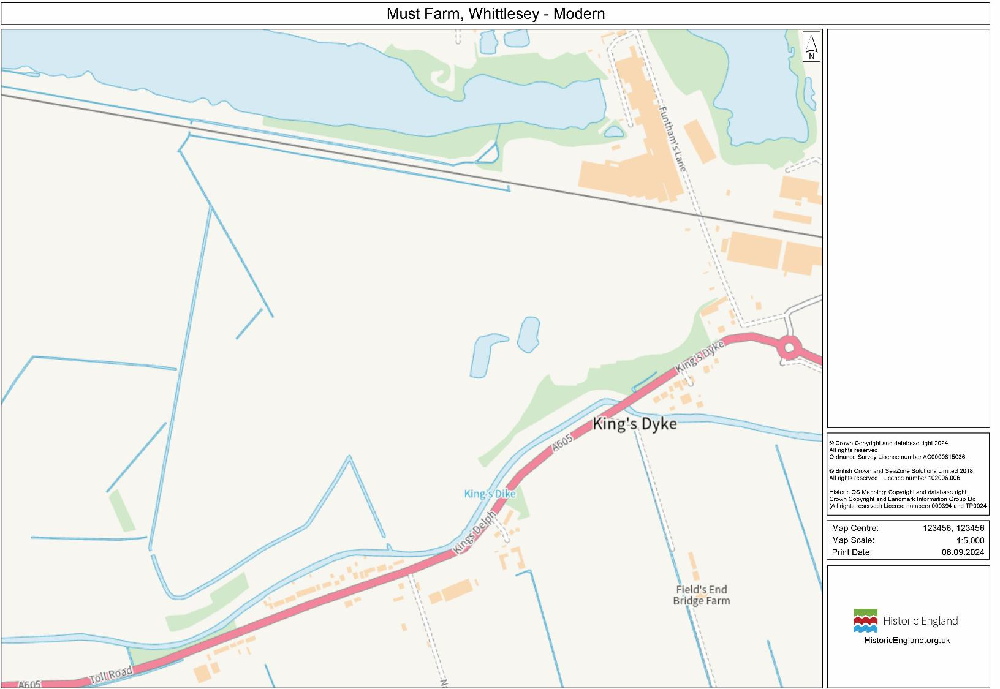 Must Farm, Whittlesey - Modern
N
Funtham's Lane
King's Dyke
King's Dyke
A605
King's Dike
Kings Delph
Field's End
Bridge Farm
Toll Road
A605
© Crown Copyright and database right 2024.
All rights reserved.
Ordnance Survey Licence number AC0000815036.
© British Crown and SeaZone Solutions Limited 2018.
All rights reserved. Licence number 102006.006
Historic OS Mapping: Copyright and database right
Crown Copyright and Landmark Information Group Ltd
(All rights reserved) License numbers 000394 and TP0024
Map Centre: 123456, 123456
Map Scale: 1:5,000
Print Date: 06.09.2024
Historic England
HistoricEngland.org.uk